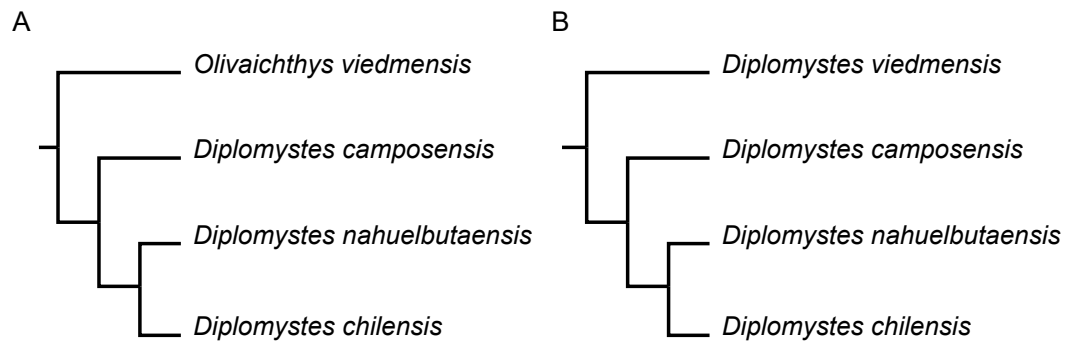 A
Olivaichthys viedmensis
Diplomystes camposensis
Diplomystes nahuelbutaensis
Diplomystes chilensis
B
Diplomystes viedmensis
Diplomystes camposensis
Diplomystes nahuelbutaensis
Diplomystes chilensis